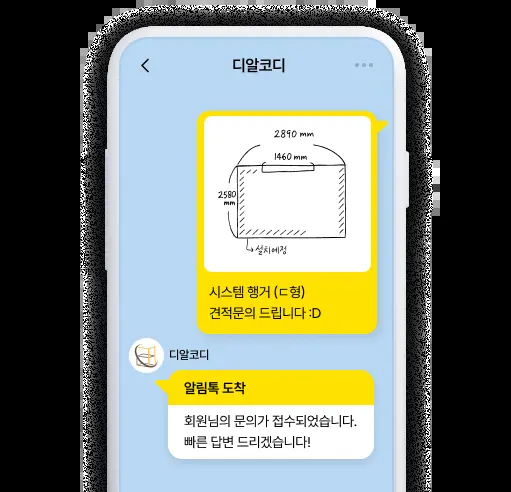 디알코디
2890 mm
1460 mm
2580
mm
설치예정
시스템 행거 (ㄷ형)
견적문의 드립니다 :D
디알코디
알림톡 도착
회원님의 문의가 접수되었습니다.
빠른 답변 드리겠습니다!